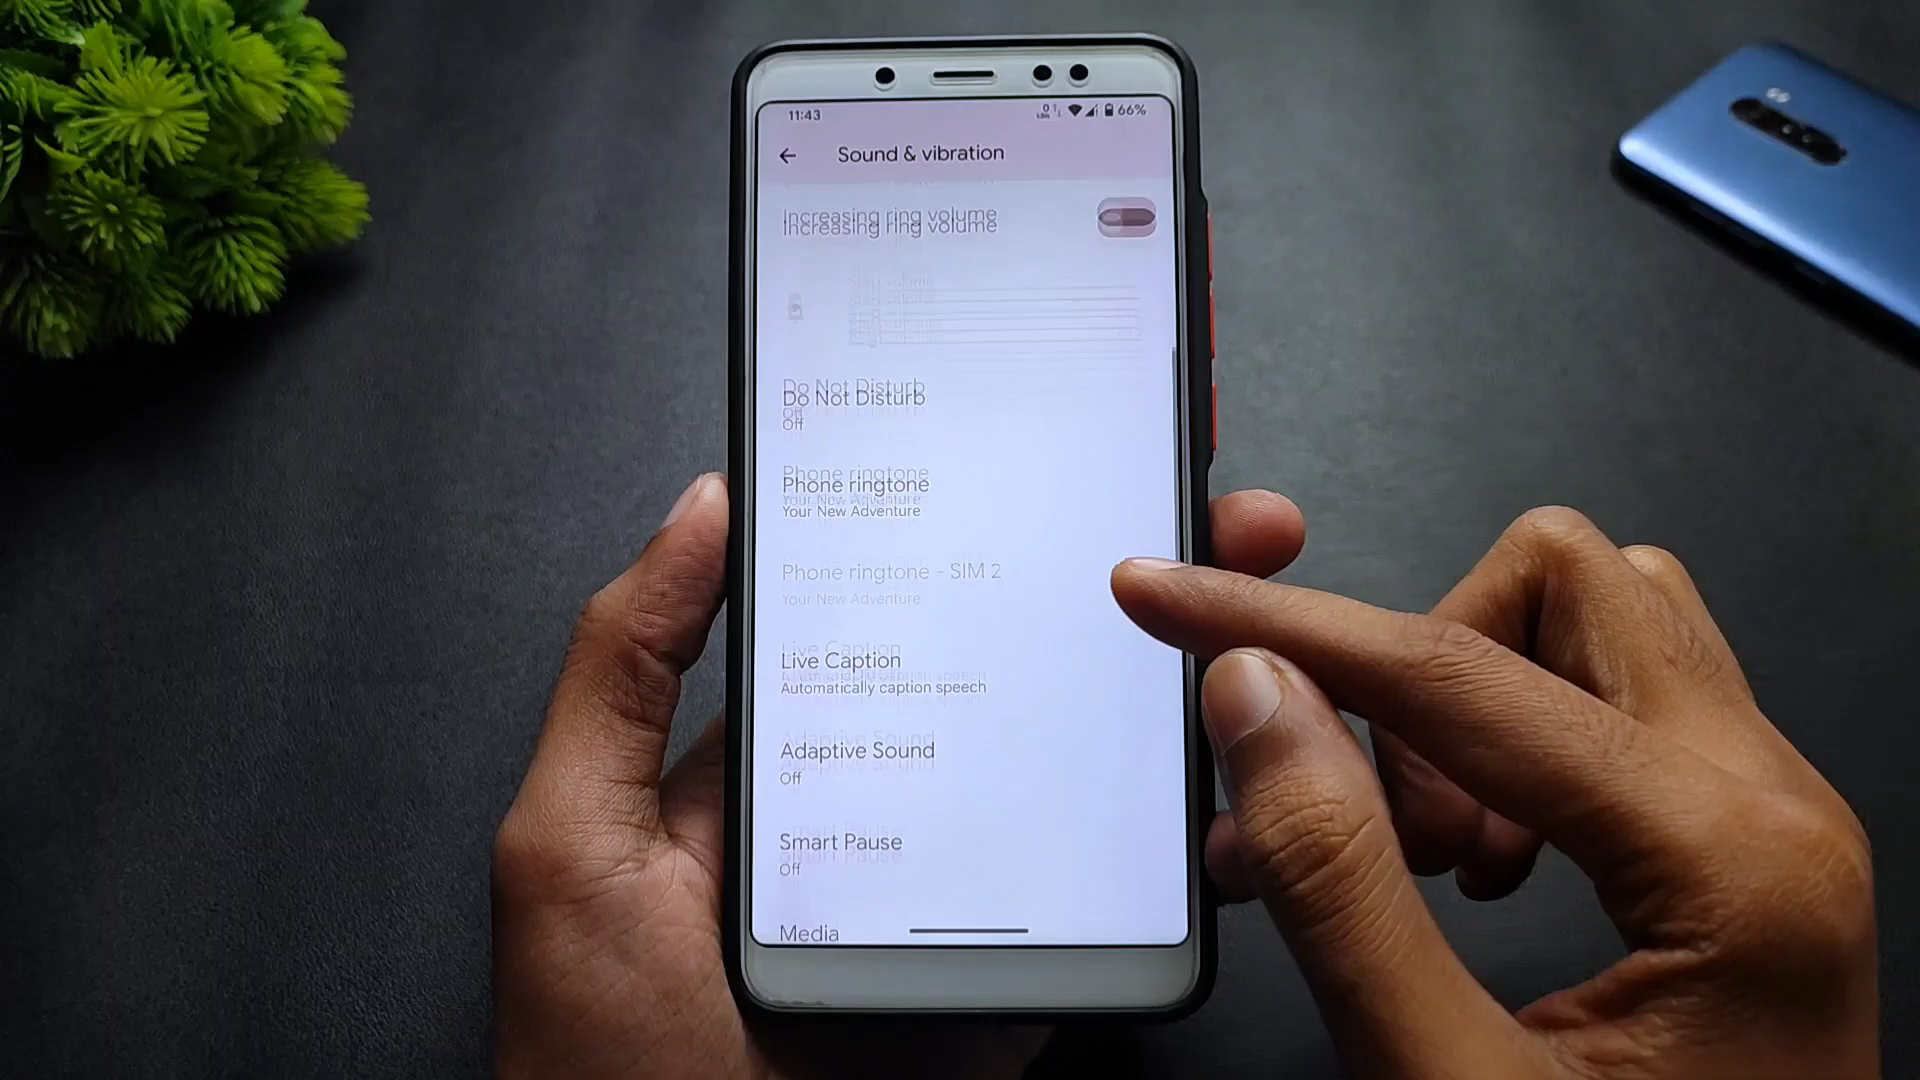 11:43
66%
Sound & vibration
Increasing ring volume
Do Not Disturb
Off
Phone ringtone
Your New Adventure
Phone ringtone - SIM 2
Your New Adventure
Live Caption
Automatically caption speech
Adaptive Sound
Off
Smart Pause
Off
Media